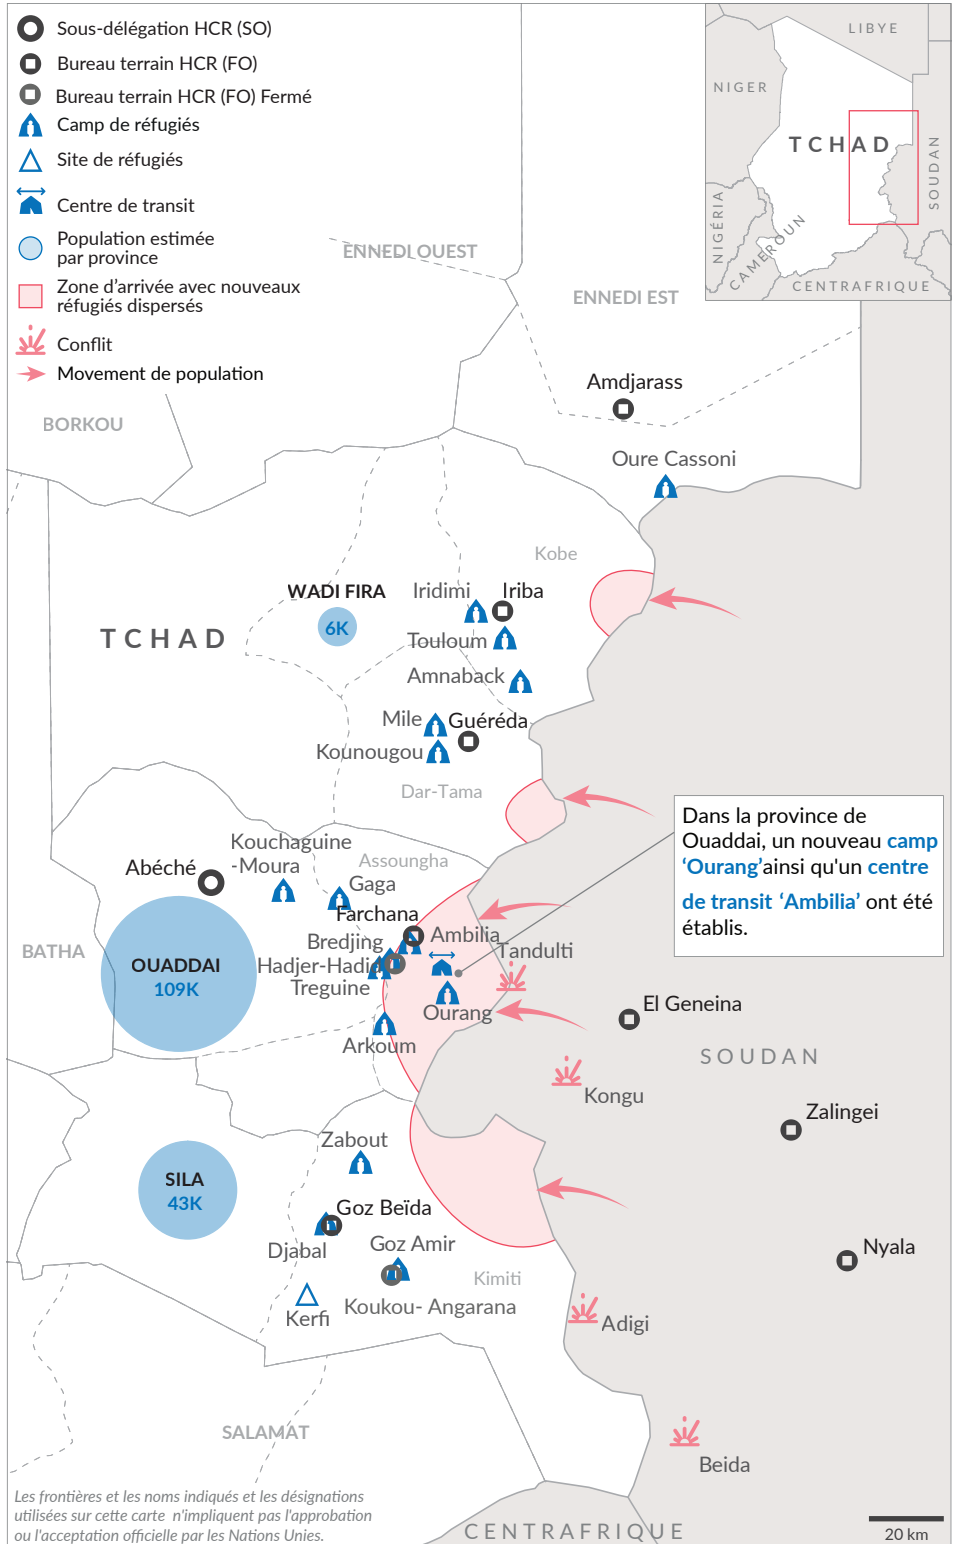 Sous-délégation HCR (SO)
Bureau terrain HCR (FO)
Bureau terrain HCR (FO) Fermé
Camp de réfugiés
Site de réfugiés
Centre de transit
Population estimée
par province
Zone d'arrivée avec nouveaux
réfugiés dispersés
Conflit
Movement de population
LIBYE
NIGER
TCHAD
SOUDAN
NIGÉRIA
CAMEROUN
CENTRAFRIQUE
ENNEDI OUEST
ENNEDI EST
Amdjarass
BORKOU
Oure Cassoni
Kobe
WADI FIRA
6K
Iridimi
Iriba
TCHAD
Touloum
Amnaback
Mile
Guéréda
Kounougou
Dar-Tama
Dans la province de
Ouaddai, un nouveau camp
‘Ourang’ainsi qu'un centre
de transit ‘Ambilia’ ont été
établis.
Kouchaguine
-Moura
Assoungha
Abéché
Gaga
Farchana
Bredjing
Ambilia
Tandulti
BATHA
OUADDAI
109K
Hadjer-Hadid
Treguine
Ourang
El Geneina
Arkoum
SOUDAN
Kongu
Zalingei
Zabout
SILA
43K
Goz Beïda
Djabal
Goz Amir
Nyala
Kimiti
Kerfi
Koukou- Angarana
Adigi
SALAMAT
Beida
Les frontières et les noms indiqués et les désignations
utilisées sur cette carte n'impliquent pas l'approbation
ou l'acceptation officielle par les Nations Unies.
CENTRAFRIQUE
20 km